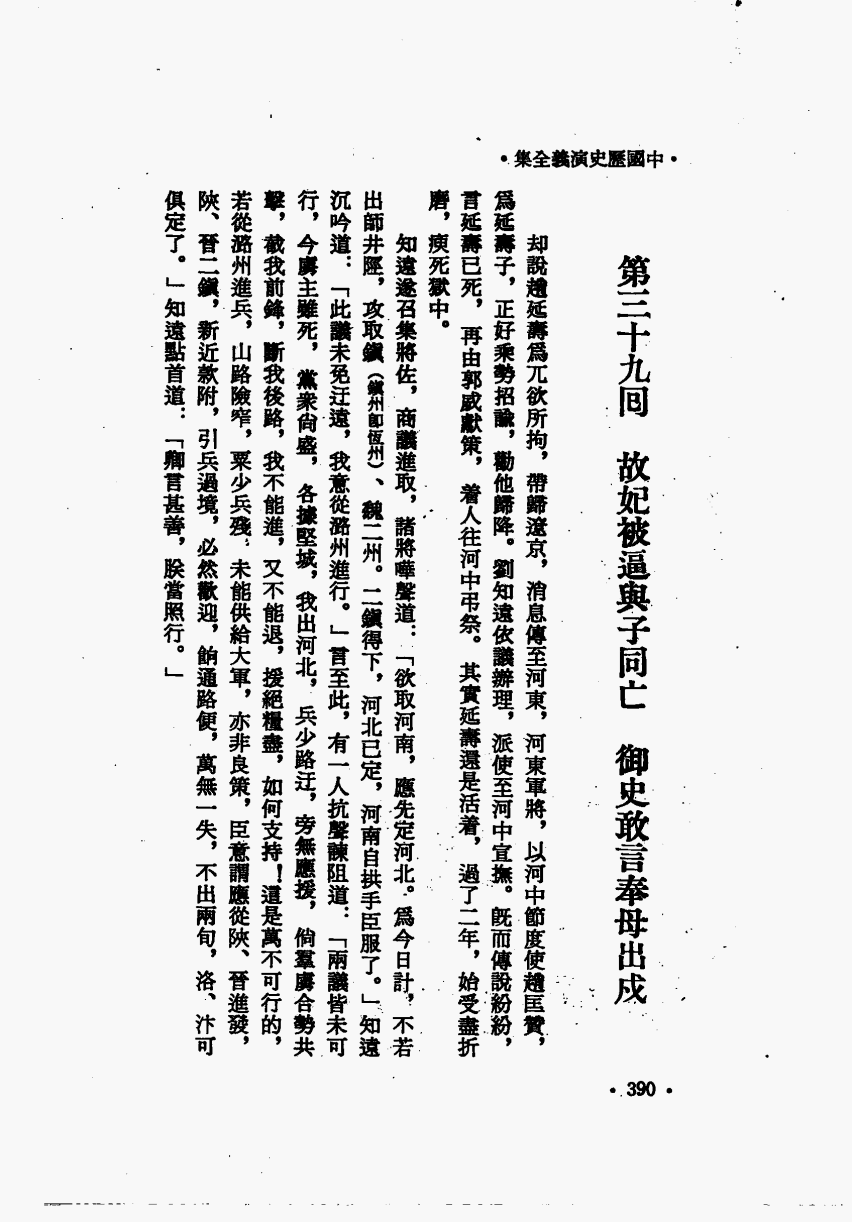 •中國歷史演義全集•
第三十九回　故妃被逼與子同亡　御史敢言奉母出戍
却說趙延壽爲兀欲所拘，帶歸遼京，消息傳至河東，河東軍將，以河中節度使趙匡贊，
爲延壽子，正好乘勢招諭，勸他歸降。劉知遠依議辦理，派使至河中宣撫。既而傳說紛紛，
言延壽已死，再由郭威獻策，着人往河中弔祭。其實延壽還是活着，過了二年，始受盡折
磨，瘐死獄中。
知遠遂召集將佐，商議進取，諸將嘩聲道：「欲取河南，應先定河北。爲今日計，不若
出師井陘，攻取鎭（鎭州卽恆州）、魏二州。二鎭得下，河北已定，河南自拱手臣服了。」知遠
沉吟道：「此議未免迂遠，我意從潞州進行。」言至此，有一人抗聲諫阻道：「兩議皆未可
行，今虜主雖死，黨衆尙盛，各據堅城，我出河北，兵少路迂，旁無應援，倘羣虜合勢共
擊，截我前鋒，斷我後路，我不能進，又不能退，援絕糧盡，如何支持！這是萬不可行的，
若從潞州進兵，山路險窄，粟少兵殘，未能供給大軍，亦非良策，臣意謂應從陝、晉進發，
陝、晉二鎭，新近款附，引兵過境，必然歡迎，餉通路便，萬無一失，不出兩旬，洛、汴可
俱定了。」知遠點首道：「卿言甚善，朕當照行。」
•390•